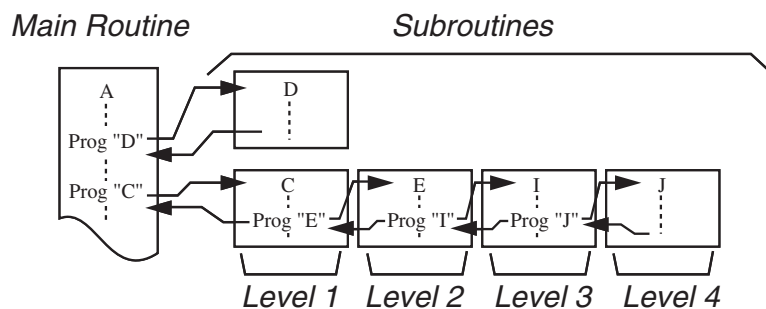 Main Routine
Subroutines
A
Prog "D"
Prog "C"
D
C
Prog "E"
E
Prog "I"
I
Prog "J"
J
Level 1
Level 2
Level 3
Level 4